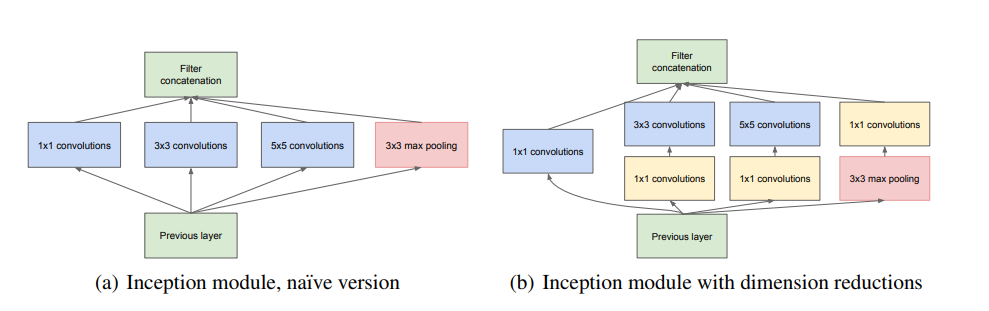 Filter
concatenation
1x1 convolutions
3x3 convolutions
5x5 convolutions
3x3 max pooling
Previous layer
(a) Inception module, naïve version
Filter
concatenation
3x3 convolutions
5x5 convolutions
1x1 convolutions
1x1 convolutions
1x1 convolutions
1x1 convolutions
3x3 max pooling
Previous layer
(b) Inception module with dimension reductions